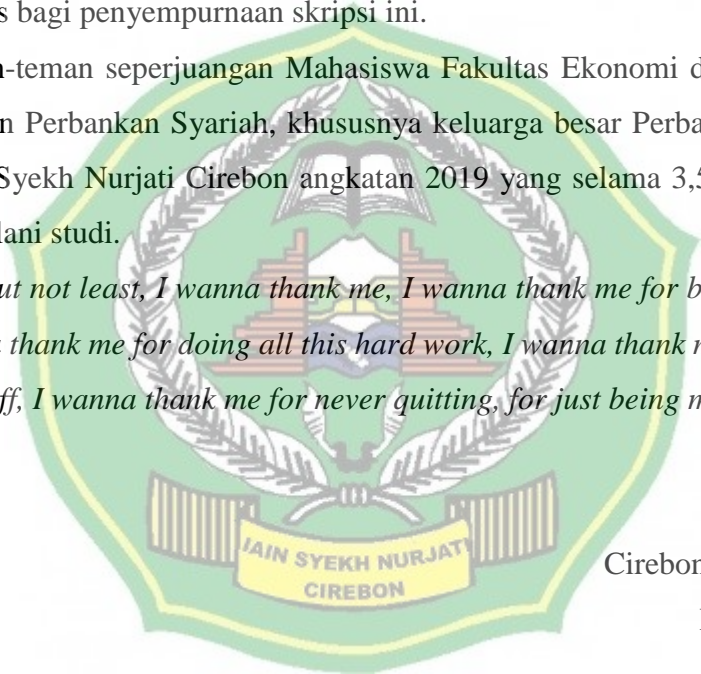 s bagi penyempurnaan skripsi ini.
-teman seperjuangan Mahasiswa Fakultas Ekonomi d
n Perbankan Syariah, khususnya keluarga besar Perba
Syekh Nurjati Cirebon angkatan 2019 yang selama 3,5
lani studi.
ut not least, I wanna thank me, I wanna thank me for b
thank me for doing all this hard work, I wanna thank
ff, I wanna thank me for never quitting, for just being
Cirebon
IAIN SYEKH NURJATI
CIREBON